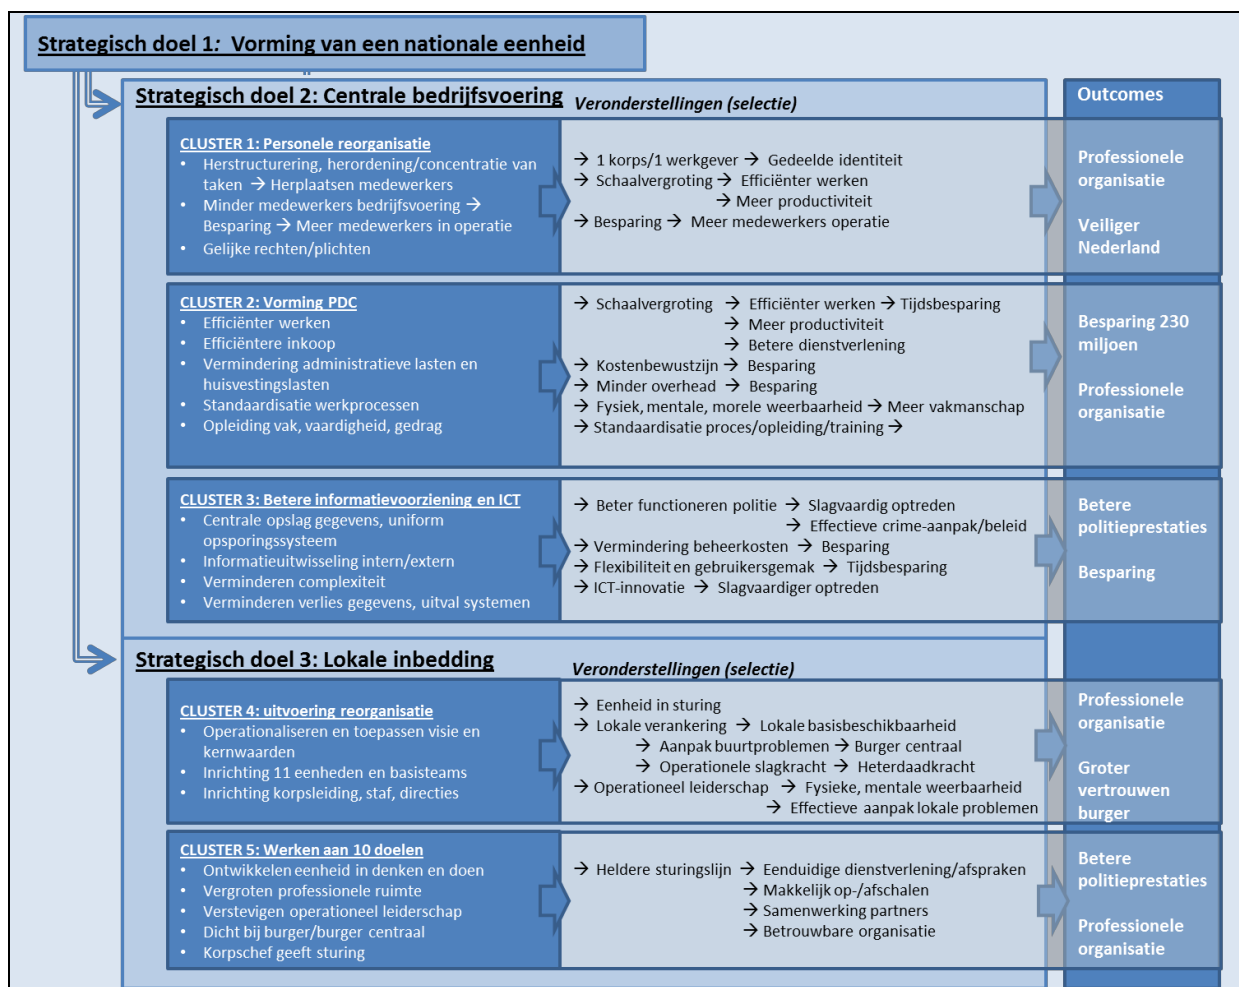 Strategisch doel 1: Vorming van een nationale eenheid
Strategisch doel 2: Centrale bedrijfsvoering
Veronderstellingen (selectie)
Outcomes
CLUSTER 1: Personele reorganisatie
• Herstructurering, herordening/concentratie van
taken → Herplaatsen medewerkers
• Minder medewerkers bedrijfsvoering →
Besparing → Meer medewerkers in operatie
• Gelijke rechten/plichten
→ 1 korps/1 werkgever → Gedeelde identiteit
→ Schaalvergroting → Efficiënter werken
→ Meer productiviteit
→ Besparing → Meer medewerkers operatie
Professionele
organisatie
Veiliger
Nederland
CLUSTER 2: Vorming PDC
• Efficiënter werken
• Efficiëntere inkoop
• Vermindering administratieve lasten en
huisvestingslasten
• Standaardisatie werkprocessen
• Opleiding vak, vaardigheid, gedrag
→ Schaalvergroting → Efficiënter werken → Tijdsbesparing
→ Meer productiviteit
→ Betere dienstverlening
→ Kostenbewustzijn → Besparing
→ Minder overhead → Besparing
→ Fysiek, mentale, morele weerbaarheid → Meer vakmanschap
→ Standaardisatie proces/opleiding/training →
Besparing 230
miljoen
Professionele
organisatie
CLUSTER 3: Betere informatievoorziening en ICT
• Centrale opslag gegevens, uniform
opsporingssysteem
• Informatieuitwisseling intern/extern
• Verminderen complexiteit
• Verminderen verlies gegevens, uitval systemen
→ Beter functioneren politie → Slagvaardig optreden
→ Effectieve crime-aanpak/beleid
→ Vermindering beheerkosten → Besparing
→ Flexibiliteit en gebruikersgemak → Tijdsbesparing
→ ICT-innovatie → Slagvaardiger optreden
Betere
politieprestaties
Besparing
Strategisch doel 3: Lokale inbedding
Veronderstellingen (selectie)
CLUSTER 4: uitvoering reorganisatie
• Operationaliseren en toepassen visie en
kernwaarden
• Inrichting 11 eenheden en basisteams
• Inrichting korpsleiding, staf, directies
→ Eenheid in sturing
→ Lokale verankering → Lokale basisbeschikbaarheid
→ Aanpak buurtproblemen → Burger centraal
→ Operationele slagkracht → Heterdaadkracht
→ Operationeel leiderschap → Fysieke, mentale weerbaarheid
→ Effectieve aanpak lokale problemen
Professionele
organisatie
Groter
vertrouwen
burger
CLUSTER 5: Werken aan 10 doelen
• Ontwikkelen eenheid in denken en doen
• Vergroten professionele ruimte
• Verstevigen operationeel leiderschap
• Dicht bij burger/burger centraal
• Korpschef geeft sturing
→ Heldere sturingslijn → Eenduidige dienstverlening/afspraken
→ Makkelijk op-/afschalen
→ Samenwerking partners
→ Betrouwbare organisatie
Betere
politieprestaties
Professionele
organisatie